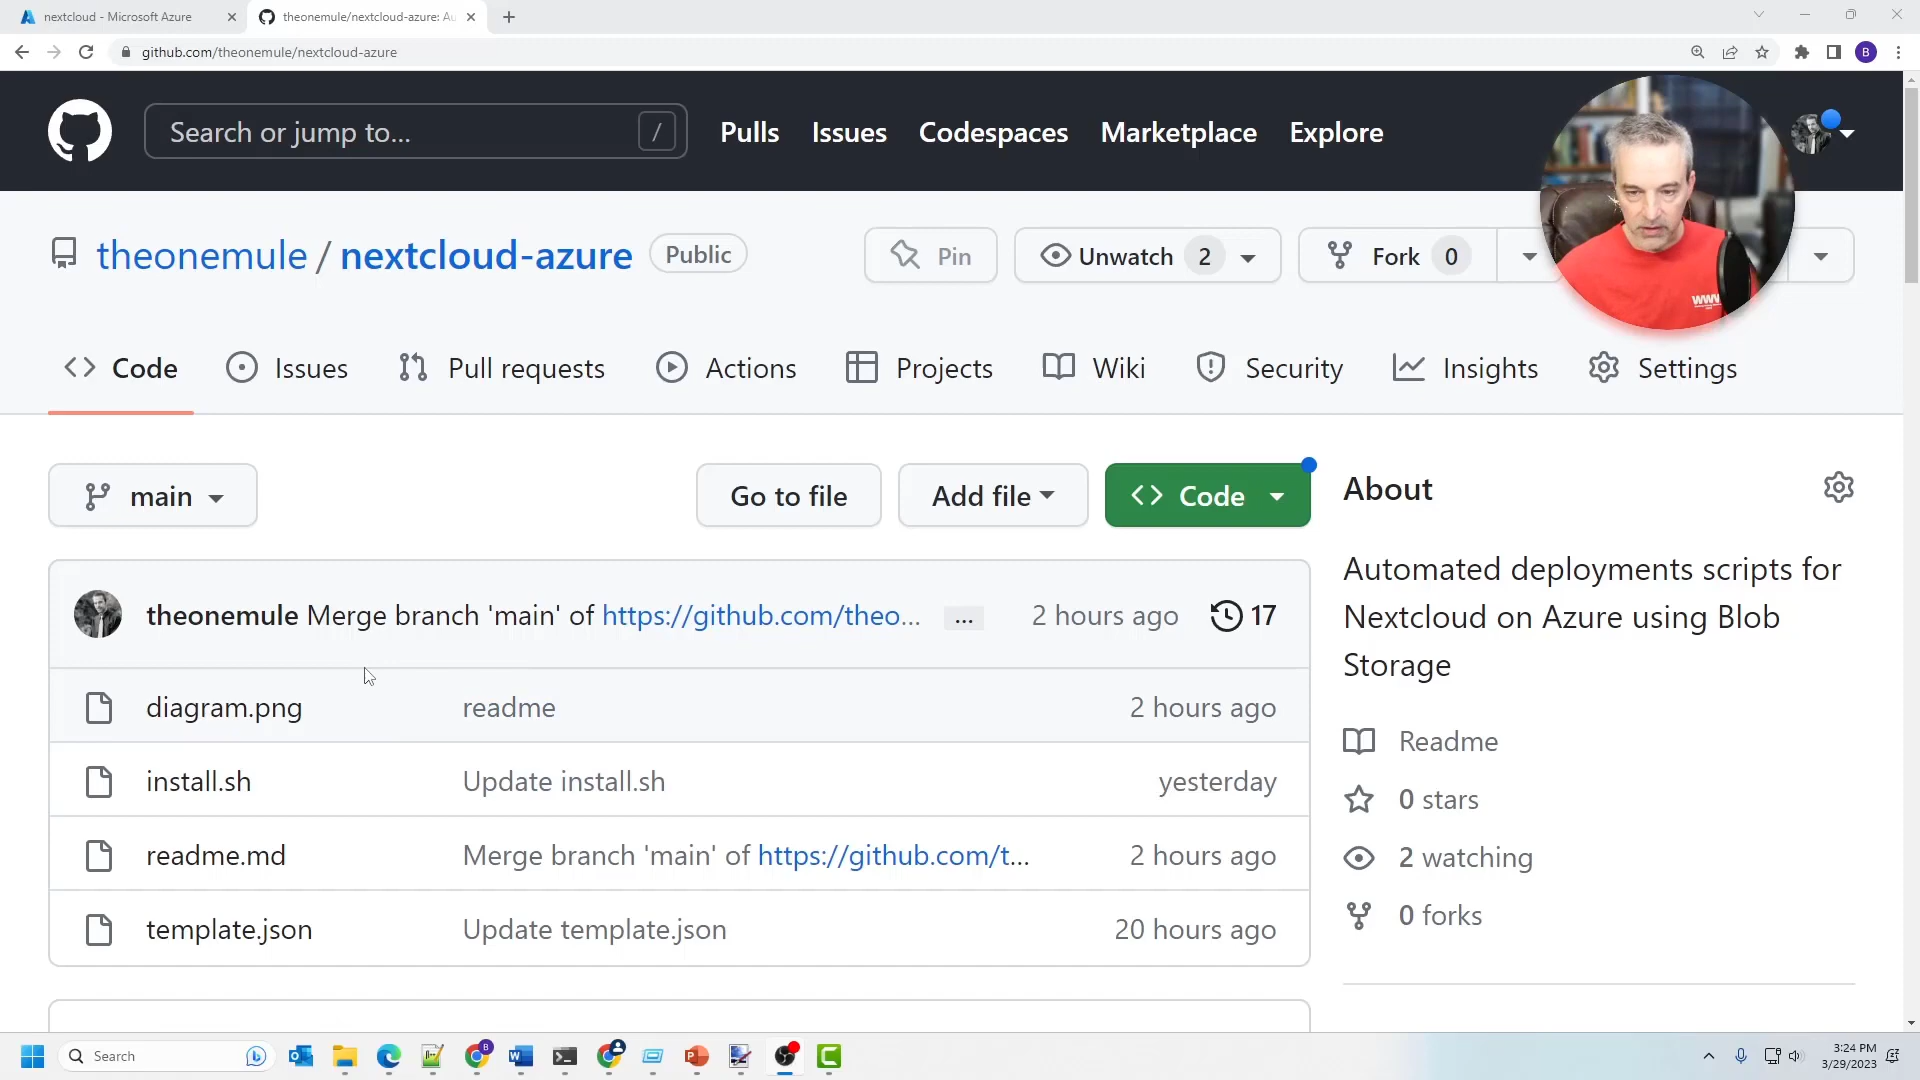 nextcloud - Microsoft Azure
theonemule/nextcloud-azure: Au
github.com/theonemule/nextcloud-azure
B
Search or jump to...
/
Pulls
Issues
Codespaces
Marketplace
Explore
theonemule / nextcloud-azure
Public
Pin
Unwatch 2
Fork 0
Code
Issues
Pull requests
Actions
Projects
Wiki
Security
Insights
Settings
main
Go to file
Add file
Code
About
Automated deployments scripts for
Nextcloud on Azure using Blob
Storage
theonemule Merge branch 'main' of https://github.com/theo... ... 2 hours ago 17
diagram.png readme 2 hours ago
install.sh Update install.sh yesterday
readme.md Merge branch 'main' of https://github.com/t... 2 hours ago
template.json Update template.json 20 hours ago
Readme
0 stars
2 watching
0 forks
Search
3:24 PM
3/29/2023